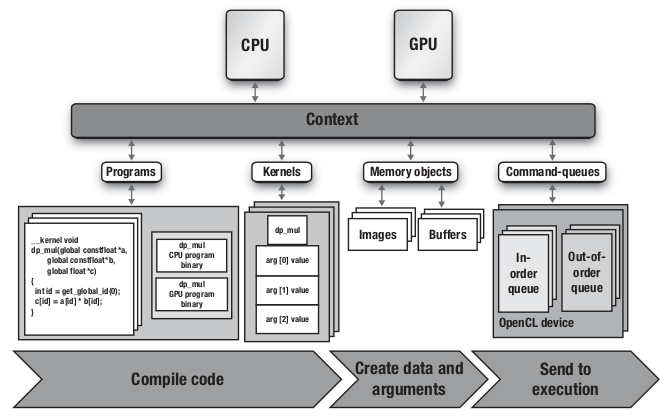 CPU
GPU
Context
Programs
Kernels
Memory objects
Command-queues
__kernel void
dp_mul(global constfloat *a,
global constfloat *b,
global float *c)
{
int id = get_global_id(0);
c[id] = a[id] * b[id];
}
dp_mul
CPU program
binary
dp_mul
GPU program
binary
dp_mul
arg [0] value
arg [1] value
arg [2] value
Images
Buffers
In-
order
queue
Out-of-
order
queue
OpenCL device
Compile code
Create data and
arguments
Send to
execution